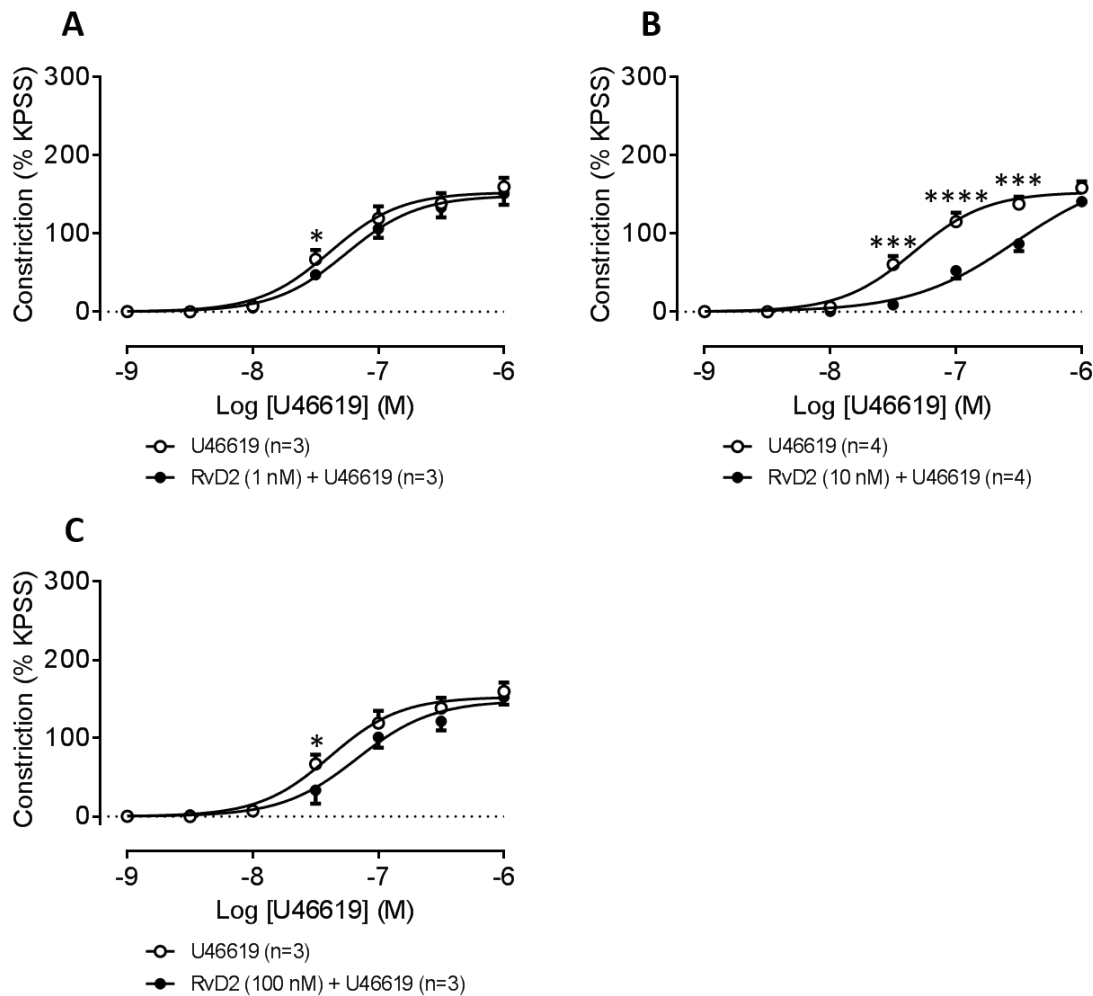 A
Constriction (% KPSS)
300
200
100
0
*
-9 -8 -7 -6
Log [U46619] (M)
U46619 (n=3)
RvD2 (1 nM) + U46619 (n=3)
B
Constriction (% KPSS)
300
200
100
0
*** **** ***
-9 -8 -7 -6
Log [U46619] (M)
U46619 (n=4)
RvD2 (10 nM) + U46619 (n=4)
C
Constriction (% KPSS)
300
200
100
0
*
-9 -8 -7 -6
Log [U46619] (M)
U46619 (n=3)
RvD2 (100 nM) + U46619 (n=3)